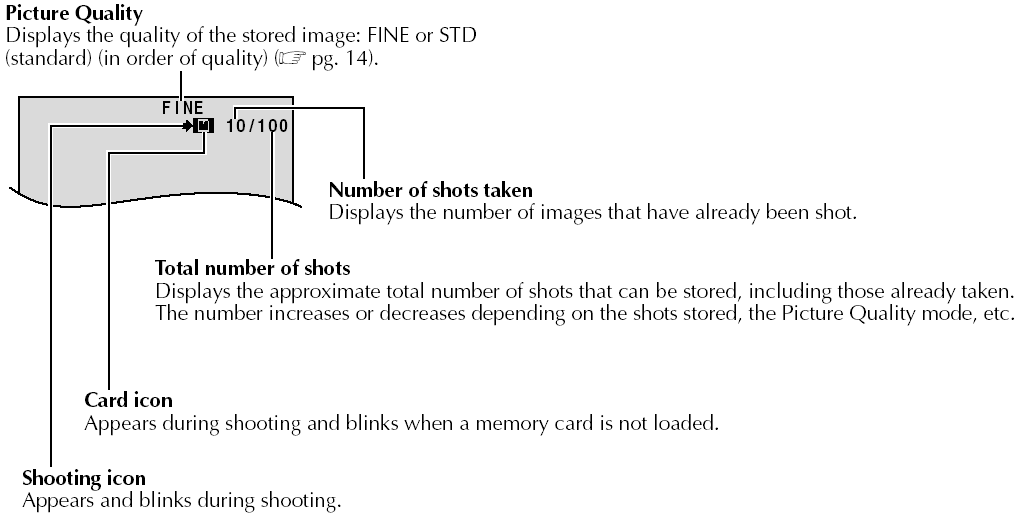 Picture Quality
Displays the quality of the stored image: FINE or STD
(standard) (in order of quality) (☞ pg. 14).
FINE
M 10/100
Number of shots taken
Displays the number of images that have already been shot.
Total number of shots
Displays the approximate total number of shots that can be stored, including those already taken.
The number increases or decreases depending on the shots stored, the Picture Quality mode, etc.
Card icon
Appears during shooting and blinks when a memory card is not loaded.
Shooting icon
Appears and blinks during shooting.